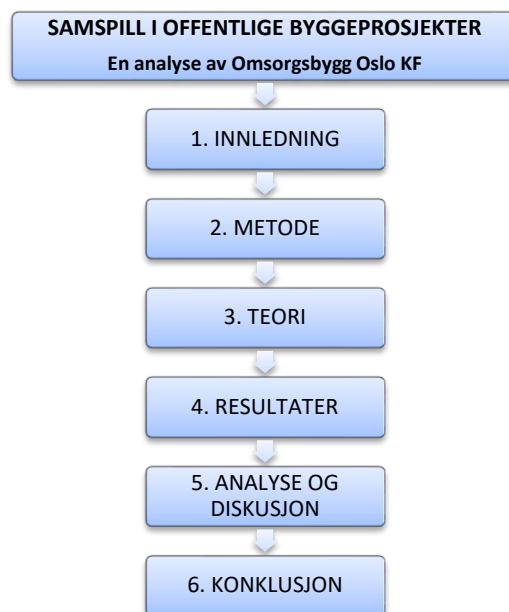 SAMSPILL I OFFENTLIGE BYGGEPROSJEKTER
En analyse av Omsorgsbygg Oslo KF
1. INNLEDNING
2. METODE
3. TEORI
4. RESULTATER
5. ANALYSE OG
DISKUSJON
6. KONKLUSJON